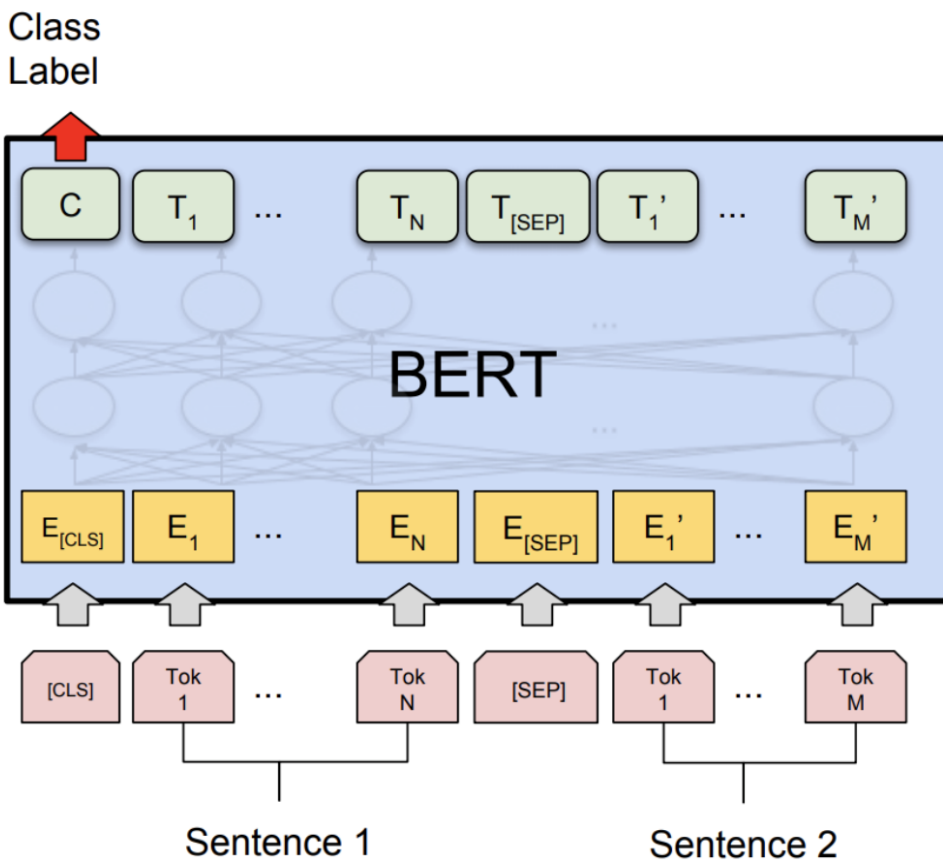 Class
Label
C T1 ... TN T[SEP] T1’ ... TM’
...
BERT
...
E[CLS] E1 ... EN E[SEP] E1’ ... EM’
[CLS] Tok 1 ... Tok N [SEP] Tok 1 ... Tok M
Sentence 1 Sentence 2